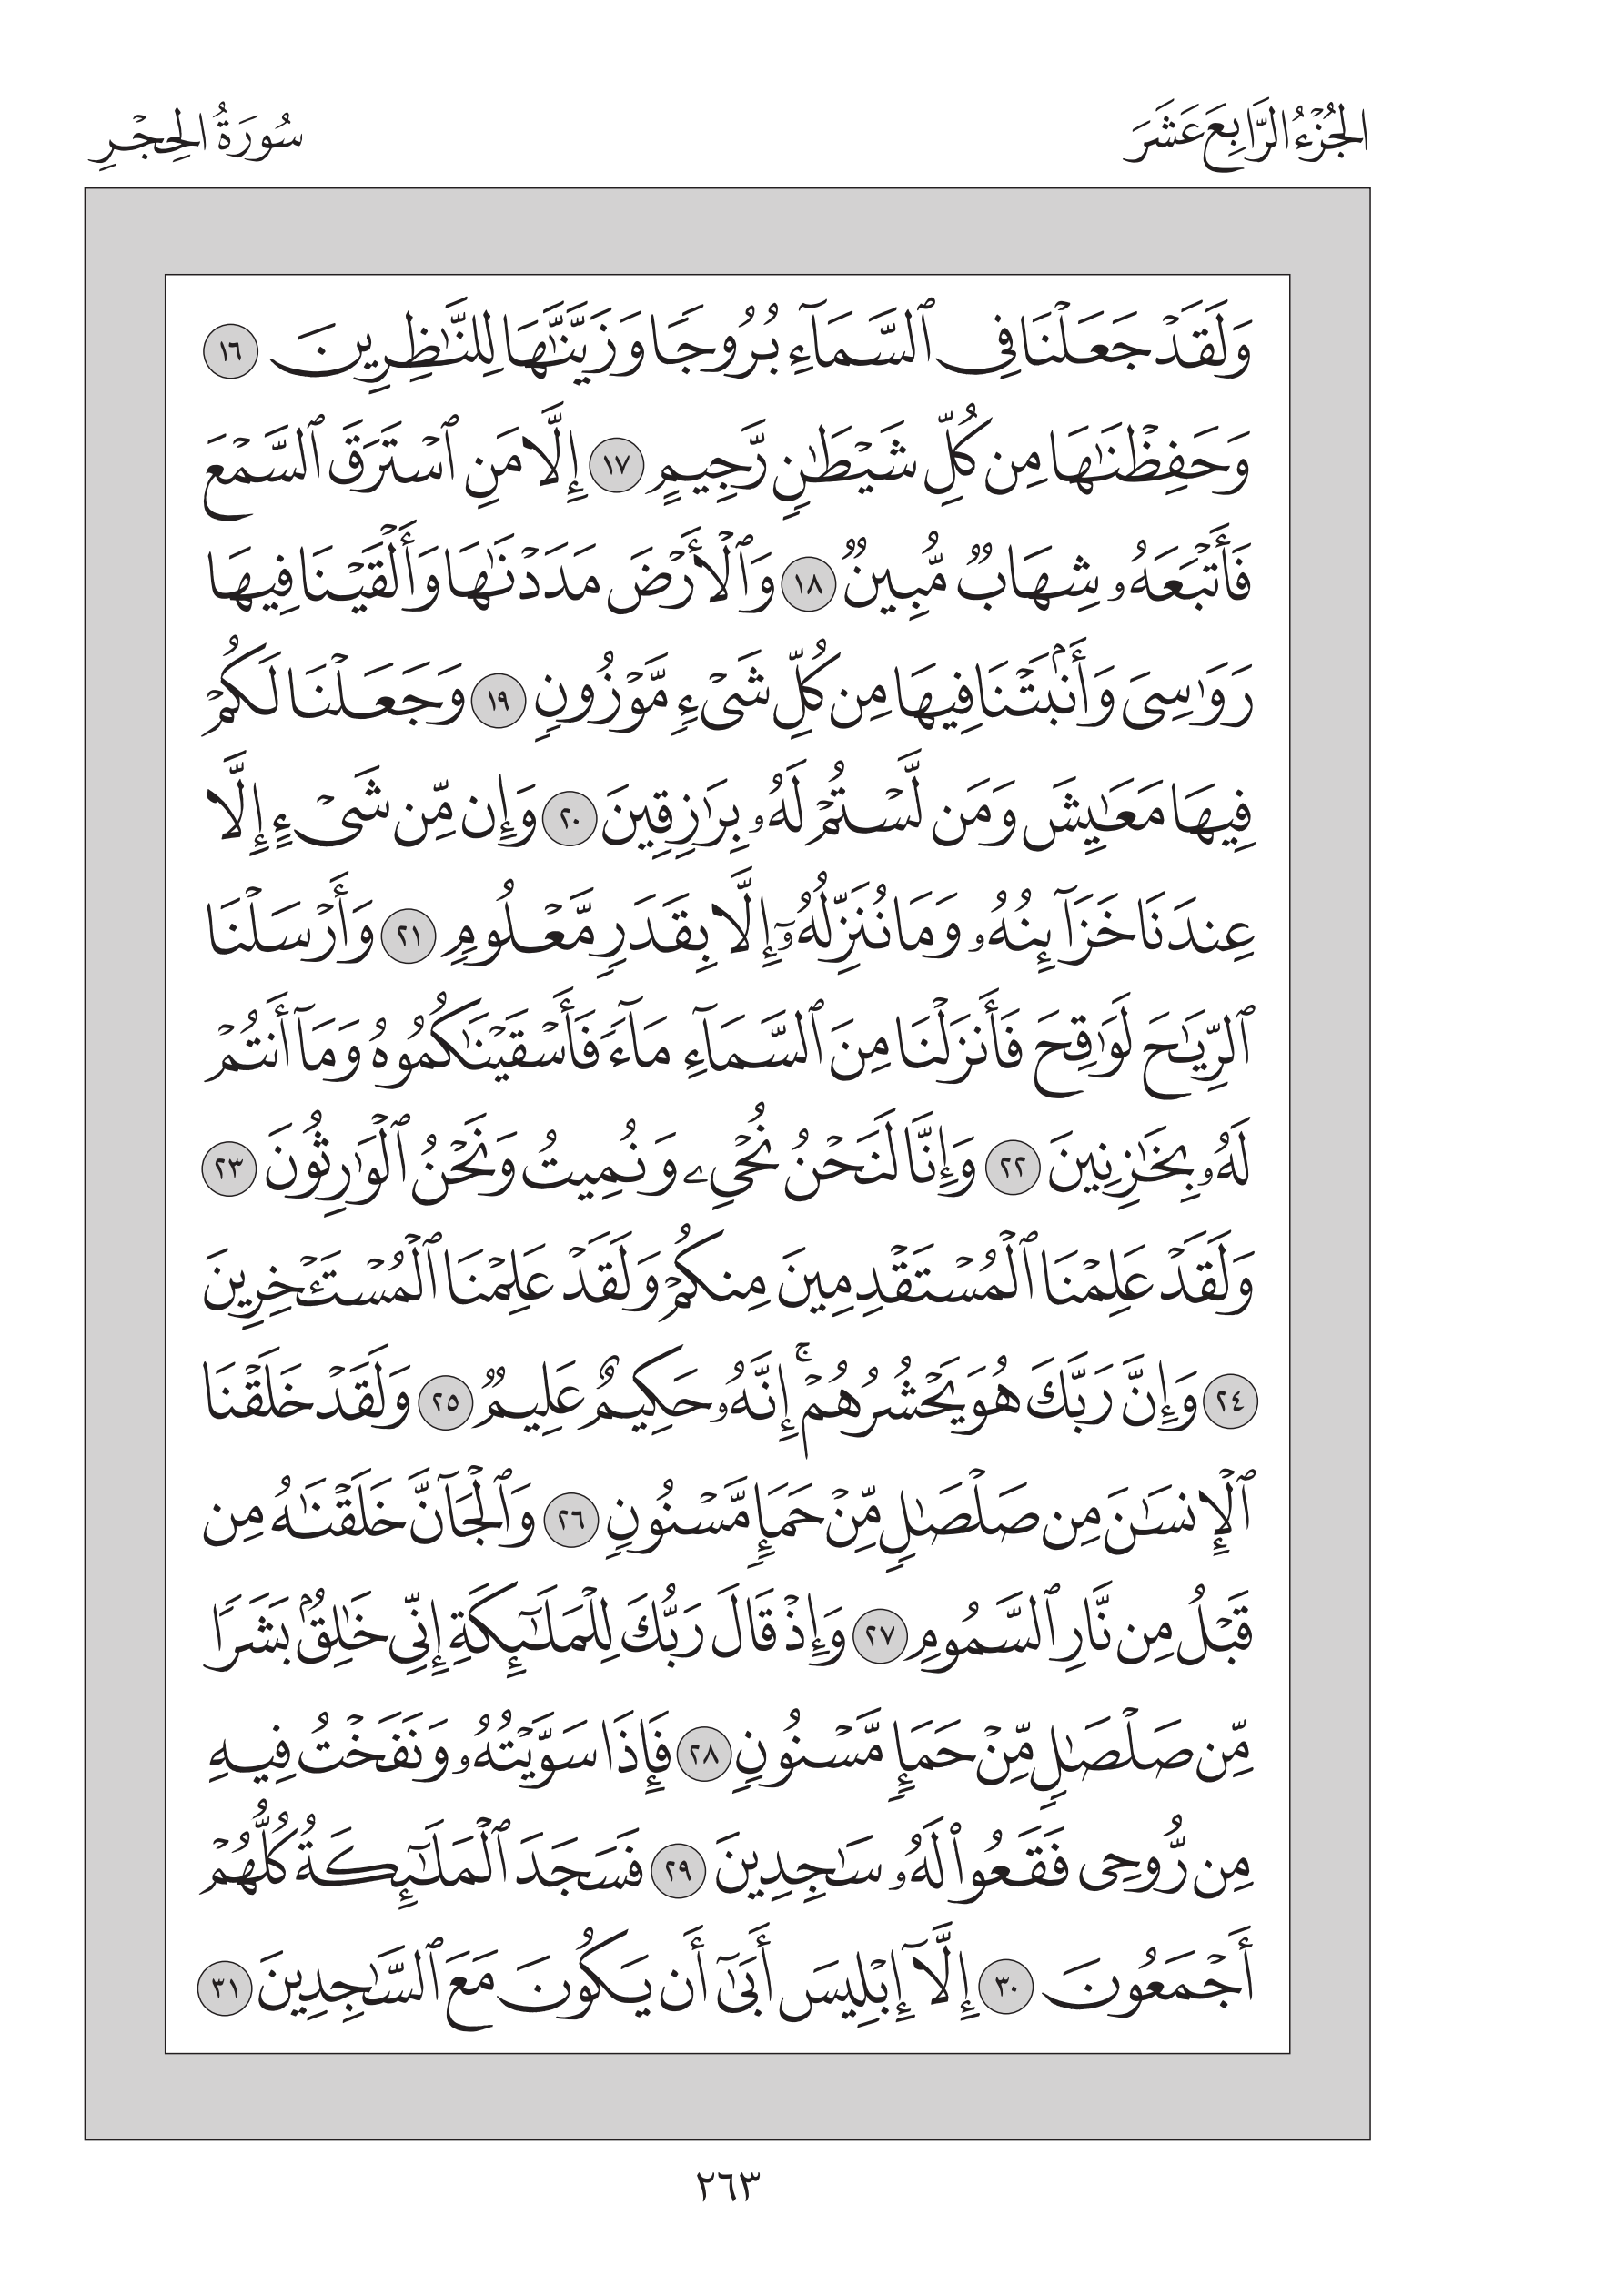 الجُزْءُ الرَّابِعَ عَشَرَ
سُورَةُ الحِجْرِ
وَلَقَدۡ جَعَلۡنَا فِي ٱلسَّمَآءِ بُرُوجٗا وَزَيَّنَّٰهَا لِلنَّٰظِرِينَ ١٦
وَحَفِظۡنَٰهَا مِن كُلِّ شَيۡطَٰنٖ رَّجِيمٍ ١٧ إِلَّا مَنِ ٱسۡتَرَقَ ٱلسَّمۡعَ
فَأَتۡبَعَهُۥ شِهَابٞ مُّبِينٞ ١٨ وَٱلۡأَرۡضَ مَدَدۡنَٰهَا وَأَلۡقَيۡنَا فِيهَا
رَوَٰسِيَ وَأَنۢبَتۡنَا فِيهَا مِن كُلِّ شَيۡءٖ مَّوۡزُونٖ ١٩ وَجَعَلۡنَا لَكُمۡ
فِيهَا مَعَٰيِشَ وَمَن لَّسۡتُمۡ لَهُۥ بِرَٰزِقِينَ ٢٠ وَإِن مِّن شَيۡءٍ إِلَّا
عِندَنَا خَزَآئِنُهُۥ وَمَا نُنَزِّلُهُۥٓ إِلَّا بِقَدَرٖ مَّعۡلُومٖ ٢١ وَأَرۡسَلۡنَا
ٱلرِّيَٰحَ لَوَٰقِحَ فَأَنزَلۡنَا مِنَ ٱلسَّمَآءِ مَآءٗ فَأَسۡقَيۡنَٰكُمُوهُ وَمَآ أَنتُمۡ
لَهُۥ بِخَٰزِنِينَ ٢٢ وَإِنَّا لَنَحۡنُ نُحۡيِۦ وَنُمِيتُ وَنَحۡنُ ٱلۡوَٰرِثُونَ ٢٣
وَلَقَدۡ عَلِمۡنَا ٱلۡمُسۡتَقۡدِمِينَ مِنكُمۡ وَلَقَدۡ عَلِمۡنَا ٱلۡمُسۡتَـٔۡخِرِينَ
٢٤ وَإِنَّ رَبَّكَ هُوَ يَحۡشُرُهُمۡۚ إِنَّهُۥ حَكِيمٌ عَلِيمٞ ٢٥ وَلَقَدۡ خَلَقۡنَا
ٱلۡإِنسَٰنَ مِن صَلۡصَٰلٖ مِّنۡ حَمَإٖ مَّسۡنُونٖ ٢٦ وَٱلۡجَآنَّ خَلَقۡنَٰهُ مِن
قَبۡلُ مِن نَّارِ ٱلسَّمُومِ ٢٧ وَإِذۡ قَالَ رَبُّكَ لِلۡمَلَٰٓئِكَةِ إِنِّي خَٰلِقُۢ بَشَرٗا
مِّن صَلۡصَٰلٖ مِّنۡ حَمَإٖ مَّسۡنُونٖ ٢٨ فَإِذَا سَوَّيۡتُهُۥ وَنَفَخۡتُ فِيهِ
مِن رُّوحِي فَقَعُواْ لَهُۥ سَٰجِدِينَ ٢٩ فَسَجَدَ ٱلۡمَلَٰٓئِكَةُ كُلُّهُمۡ
أَجۡمَعُونَ ٣٠ إِلَّآ إِبۡلِيسَ أَبَىٰٓ أَن يَكُونَ مَعَ ٱلسَّٰجِدِينَ ٣١
٢٦٣